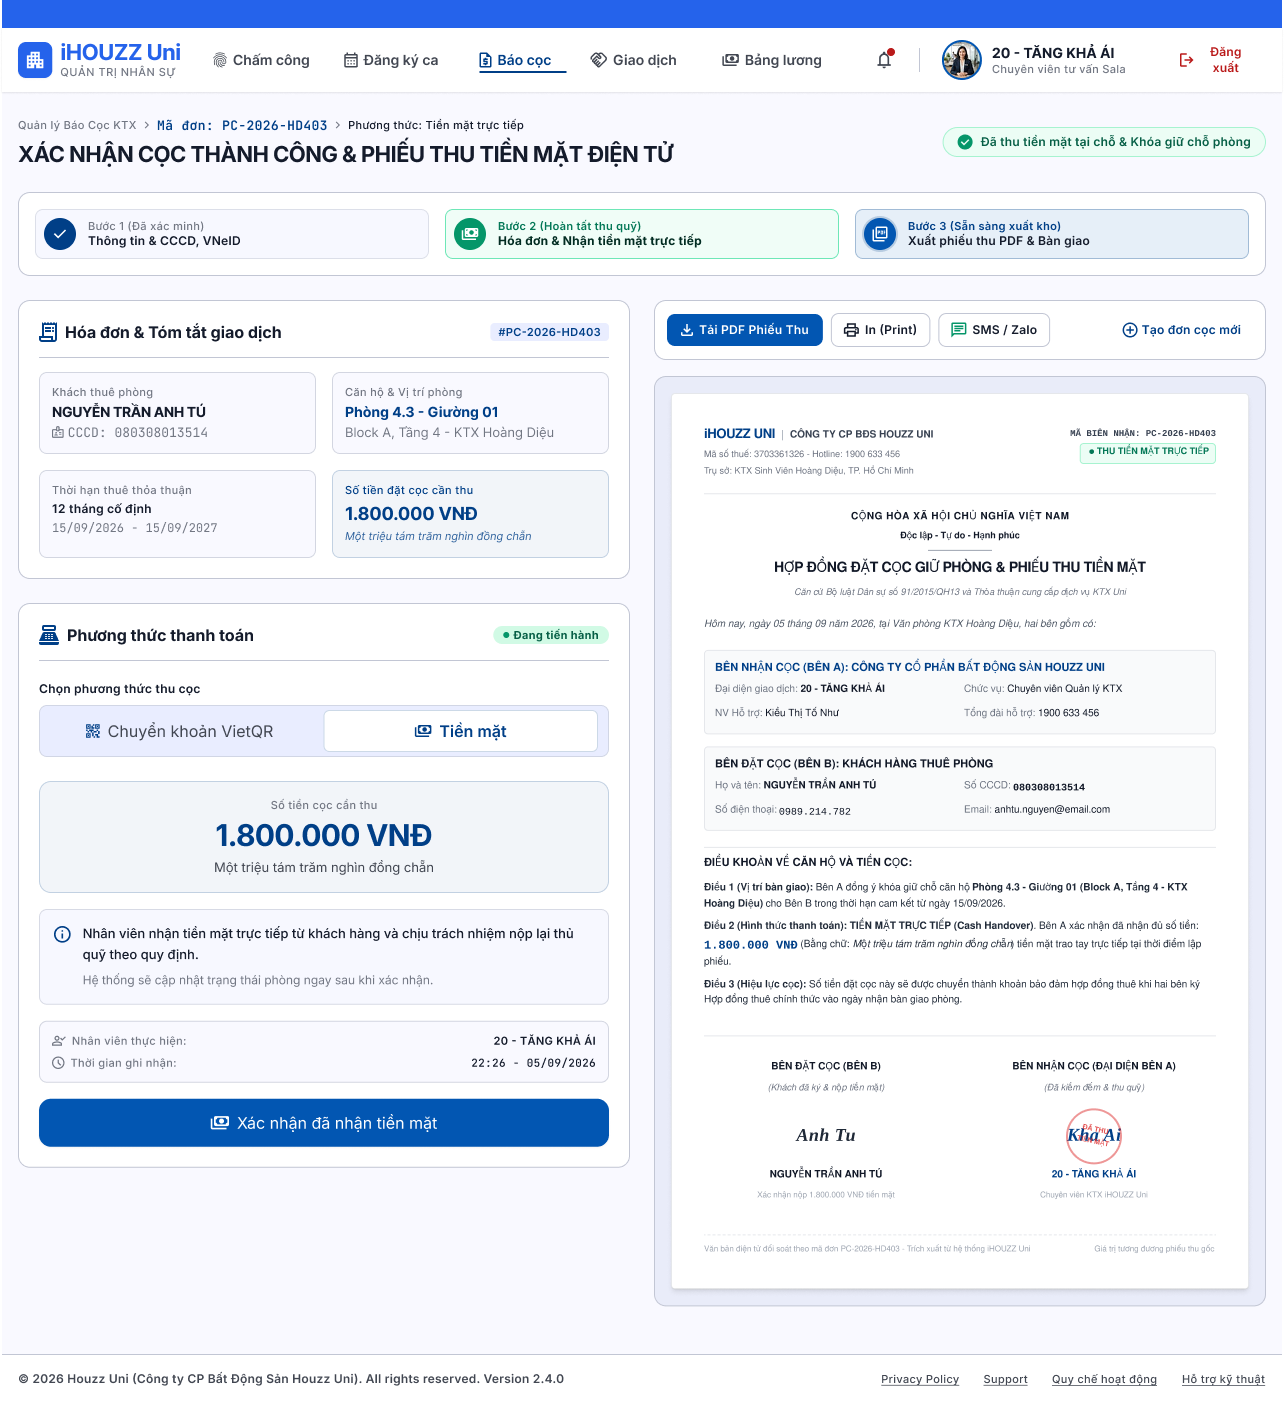 iHOUZZ Uni
QUẢN TRỊ NHÂN SỰ
Chấm công
Đăng ký ca
Báo cọc
Giao dịch
Bảng lương
20 - TĂNG KHẢ ÁI
Chuyên viên tư vấn Sala
Đăng
xuất
Quản lý Báo Cọc KTX > Mã đơn: PC-2026-HD403 > Phương thức: Tiền mặt trực tiếp
XÁC NHẬN CỌC THÀNH CÔNG & PHIẾU THU TIỀN MẶT ĐIỆN TỬ
Đã thu tiền mặt tại chỗ & Khóa giữ chỗ phòng
Bước 1 (Đã xác minh)
Thông tin & CCCD, VNeID
Bước 2 (Hoàn tất thu quỹ)
Hóa đơn & Nhận tiền mặt trực tiếp
Bước 3 (Sẵn sàng xuất kho)
Xuất phiếu thu PDF & Bàn giao
Hóa đơn & Tóm tắt giao dịch
#PC-2026-HD403
Khách thuê phòng
NGUYỄN TRẦN ANH TÚ
CCCD: 080308013514
Căn hộ & Vị trí phòng
Phòng 4.3 - Giường 01
Block A, Tầng 4 - KTX Hoàng Diệu
Thời hạn thuê thỏa thuận
12 tháng cố định
15/09/2026 - 15/09/2027
Số tiền đặt cọc cần thu
1.800.000 VNĐ
Một triệu tám trăm nghìn đồng chẵn
Phương thức thanh toán
Đang tiến hành
Chọn phương thức thu cọc
Chuyển khoản VietQR
Tiền mặt
Số tiền cọc cần thu
1.800.000 VNĐ
Một triệu tám trăm nghìn đồng chẵn
Nhân viên nhận tiền mặt trực tiếp từ khách hàng và chịu trách nhiệm nộp lại thủ
quỹ theo quy định.
Hệ thống sẽ cập nhật trạng thái phòng ngay sau khi xác nhận.
Nhân viên thực hiện:
20 - TĂNG KHẢ ÁI
Thời gian ghi nhận:
22:26 - 05/09/2026
Xác nhận đã nhận tiền mặt
Tải PDF Phiếu Thu
In (Print)
SMS / Zalo
Tạo đơn cọc mới
iHOUZZ UNI | CÔNG TY CP BĐS HOUZZ UNI
Mã số thuế: 3703361326 - Hotline: 1900 633 456
Trụ sở: KTX Sinh Viên Hoàng Diệu, TP. Hồ Chí Minh
MÃ BIÊN NHẬN: PC-2026-HD403
THU TIỀN MẶT TRỰC TIẾP
CỘNG HÒA XÃ HỘI CHỦ NGHĨA VIỆT NAM
Độc lập - Tự do - Hạnh phúc
HỢP ĐỒNG ĐẶT CỌC GIỮ PHÒNG & PHIẾU THU TIỀN MẶT
Căn cứ Bộ luật Dân sự số 91/2015/QH13 và Thỏa thuận cung cấp dịch vụ KTX Uni
Hôm nay, ngày 05 tháng 09 năm 2026, tại Văn phòng KTX Hoàng Diệu, hai bên gồm có:
BÊN NHẬN CỌC (BÊN A): CÔNG TY CỔ PHẦN BẤT ĐỘNG SẢN HOUZZ UNI
Đại diện giao dịch: 20 - TĂNG KHẢ ÁI
Chức vụ: Chuyên viên Quản lý KTX
NV Hỗ trợ: Kiều Thị Tố Như
Tổng đài hỗ trợ: 1900 633 456
BÊN ĐẶT CỌC (BÊN B): KHÁCH HÀNG THUÊ PHÒNG
Họ và tên: NGUYỄN TRẦN ANH TÚ
Số CCCD: 080308013514
Số điện thoại: 0989.214.782
Email: anhtu.nguyen@email.com
ĐIỀU KHOẢN VỀ CĂN HỘ VÀ TIỀN CỌC:
Điều 1 (Vị trí bàn giao): Bên A đồng ý khóa giữ chỗ căn hộ Phòng 4.3 - Giường 01 (Block A, Tầng 4 - KTX
Hoàng Diệu) cho Bên B trong thời hạn cam kết từ ngày 15/09/2026.
Điều 2 (Hình thức thanh toán): TIỀN MẶT TRỰC TIẾP (Cash Handover). Bên A xác nhận đã nhận đủ số tiền:
1.800.000 VNĐ (Bằng chữ: Một triệu tám trăm nghìn đồng chẵn) tiền mặt trao tay trực tiếp tại thời điểm lập
phiếu.
Điều 3 (Hiệu lực cọc): Số tiền đặt cọc này sẽ được chuyển thành khoản bảo đảm hợp đồng thuê khi hai bên ký
Hợp đồng thuê chính thức vào ngày nhận bàn giao phòng.
BÊN ĐẶT CỌC (BÊN B)
(Khách đã ký & nộp tiền mặt)
Anh Tu
NGUYỄN TRẦN ANH TÚ
Xác nhận nộp 1.800.000 VNĐ tiền mặt
BÊN NHẬN CỌC (ĐẠI DIỆN BÊN A)
(Đã kiểm đếm & thu quỹ)
ĐÃ THU
MẶT
Kha Ai
20 - TĂNG KHẢ ÁI
Chuyên viên KTX iHOUZZ Uni
Văn bản điện tử đối soát theo mã đơn PC-2026-HD403 - Trích xuất từ hệ thống iHOUZZ Uni
Giá trị tương đương phiếu thu gốc
© 2026 Houzz Uni (Công ty CP Bất Động Sản Houzz Uni). All rights reserved. Version 2.4.0
Privacy Policy
Support
Quy chế hoạt động
Hỗ trợ kỹ thuật